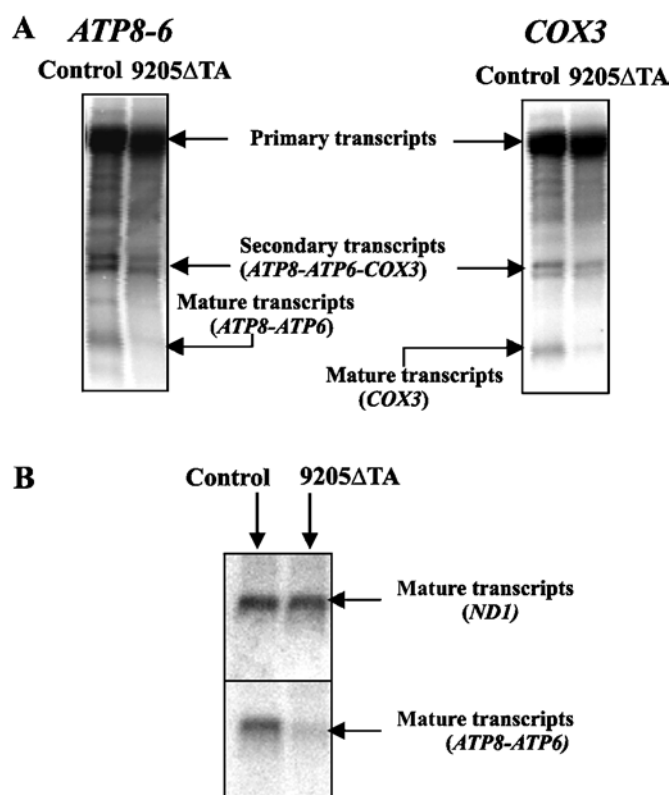 A
ATP8-6
COX3
Control 9205ΔTA
Control 9205ΔTA
Primary transcripts
Secondary transcripts
(ATP8-ATP6-COX3)
Mature transcripts
(ATP8-ATP6)
Mature transcripts
(COX3)
B
Control 9205ΔTA
Mature transcripts
(ND1)
Mature transcripts
(ATP8-ATP6)